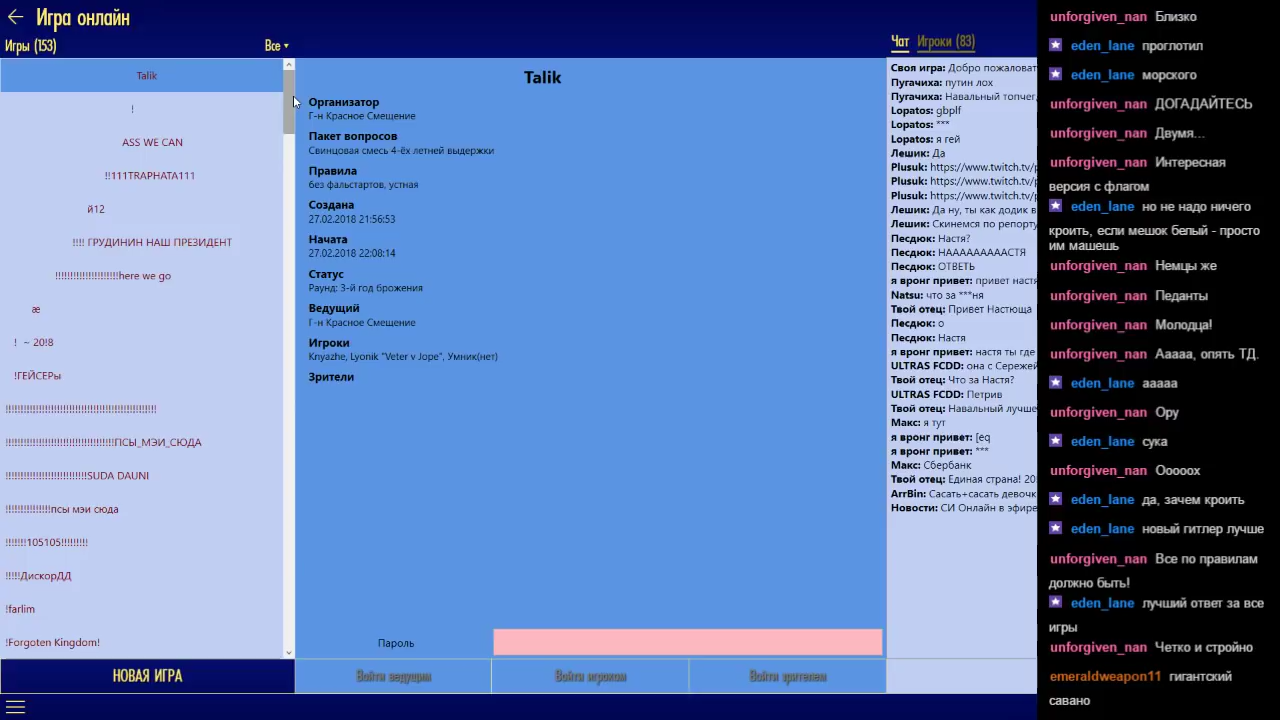 Игра онлайн
Игры (153)
Все
Talik
!
ASS WE CAN
!!111TRAPHATA111
й12
!!!! ГРУДИНИН НАШ ПРЕЗИДЕНТ
!!!!!!!!!!!!!!!!!!!!!!here we go
æ
! ~ 20!8
!ГЕЙСЕРы
!!!!!!!!!!!!!!!!!!!!!!!!!!!!!!!!!!!!!!!!!!!!!!!!!!!!
!!!!!!!!!!!!!!!!!!!!!!!!!!!!!!!!!!!!!!ПСЫ_МЭИ_СЮДА
!!!!!!!!!!!!!!!!!!!!!!!!!!!!SUDA DAUNI
!!!!!!!!!!!!!!!псы мэи сюда
!!!!!!!105105!!!!!!!!!
!!!!!ДискорДД
!farlim
!Forgoten Kingdom!
НОВАЯ ИГРА
Talik
Организатор
Г-н Красное Смещение
Пакет вопросов
Свинцовая смесь 4-ёх летней выдержки
Правила
без фальстартов, устная
Создана
27.02.2018 21:56:53
Начата
27.02.2018 22:08:14
Статус
Раунд: 3-й год брожения
Ведущий
Г-н Красное Смещение
Игроки
Knyazhe, Lyonik "Veter v Jope", Умник(нет)
Зрители
Пароль
Войти ведущим
Войти игроком
Войти зрителем
Чат Игроки (83)
Своя игра: Добро пожаловат
Пугачиха: путин лох
Пугачиха: Навальный топчег
Lopatos: gbplf
Lopatos: ***
Lopatos: я гей
Лешик: Да
Plusuk: https://www.twitch.tv/p
Plusuk: https://www.twitch.tv/p
Plusuk: https://www.twitch.tv/p
Лешик: Да ну, ты как додик в
Лешик: Скинемся по репорту
Песдюк: Настя?
Песдюк: НААААААААСТЯ
Песдюк: ОТВЕТЬ
я вронг привет: привет настя
Natsu: что за ***ня
Твой отец: Привет Настюща
Песдюк: о
Песдюк: Настя
я вронг привет: настя ты где
ULTRAS FCDD: она с Сережей
Твой отец: Что за Настя?
ULTRAS FCDD: Петрив
Твой отец: Навальный лучше
Макс: я тут
я вронг привет: [eq
я вронг привет: ***
Макс: Сбербанк
Твой отец: Единая страна! 20
ArrBin: Сасать+сасать девочк
Новости: СИ Онлайн в эфире
unforgiven_nan Близко
eden_lane проглотил
eden_lane морского
unforgiven_nan ДОГАДАЙТЕСЬ
unforgiven_nan Двумя...
unforgiven_nan Интересная
версия с флагом
eden_lane но не надо ничего
кроить, если мешок белый - просто
им машешь
unforgiven_nan Немцы же
unforgiven_nan Педанты
unforgiven_nan Молодца!
unforgiven_nan Ааааа, опять ТД.
eden_lane ааааа
unforgiven_nan Ору
eden_lane сука
unforgiven_nan Ооооох
eden_lane да, зачем кроить
eden_lane новый гитлер лучше
unforgiven_nan Все по правилам
должно быть!
eden_lane лучший ответ за все
игры
unforgiven_nan Четко и стройно
emeraldweapon11 гигантский
савано